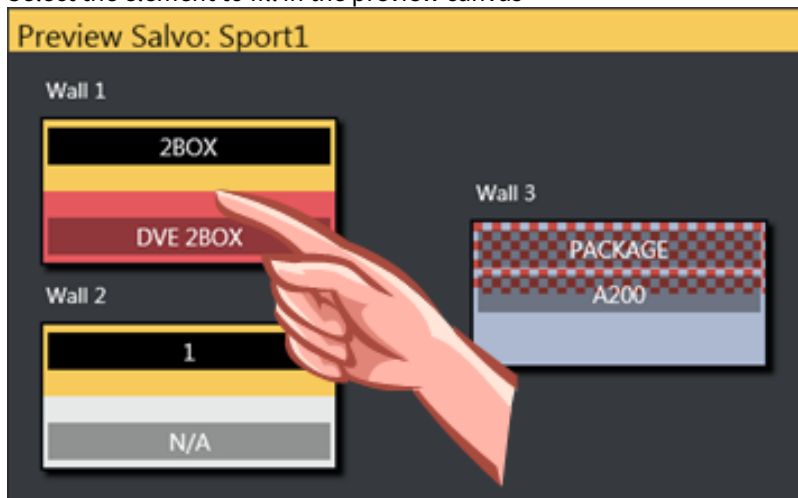 Select the element to fill in the preview canvas
Preview Salvo: Sport1
Wall 1
2BOX
DVE 2BOX
Wall 2
1
N/A
Wall 3
PACKAGE
A200